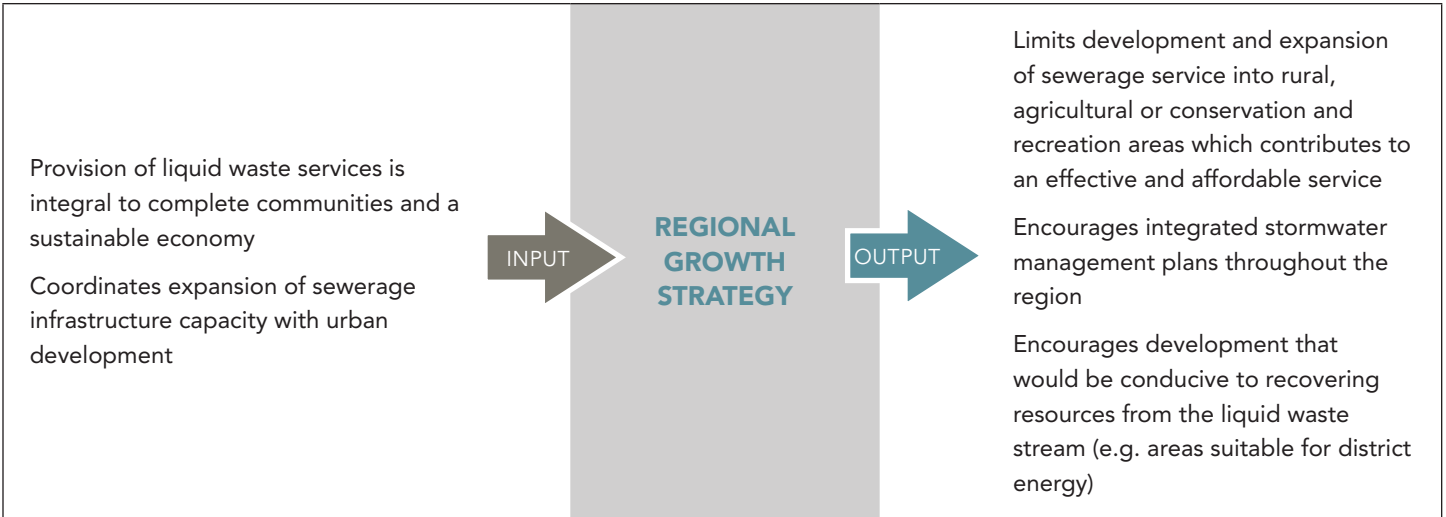 Provision of liquid waste services is
integral to complete communities and a
sustainable economy
Coordinates expansion of sewerage
infrastructure capacity with urban
development
INPUT
REGIONAL
GROWTH
STRATEGY
OUTPUT
Limits development and expansion
of sewerage service into rural,
agricultural or conservation and
recreation areas which contributes to
an effective and affordable service
Encourages integrated stormwater
management plans throughout the
region
Encourages development that
would be conducive to recovering
resources from the liquid waste
stream (e.g. areas suitable for district
energy)